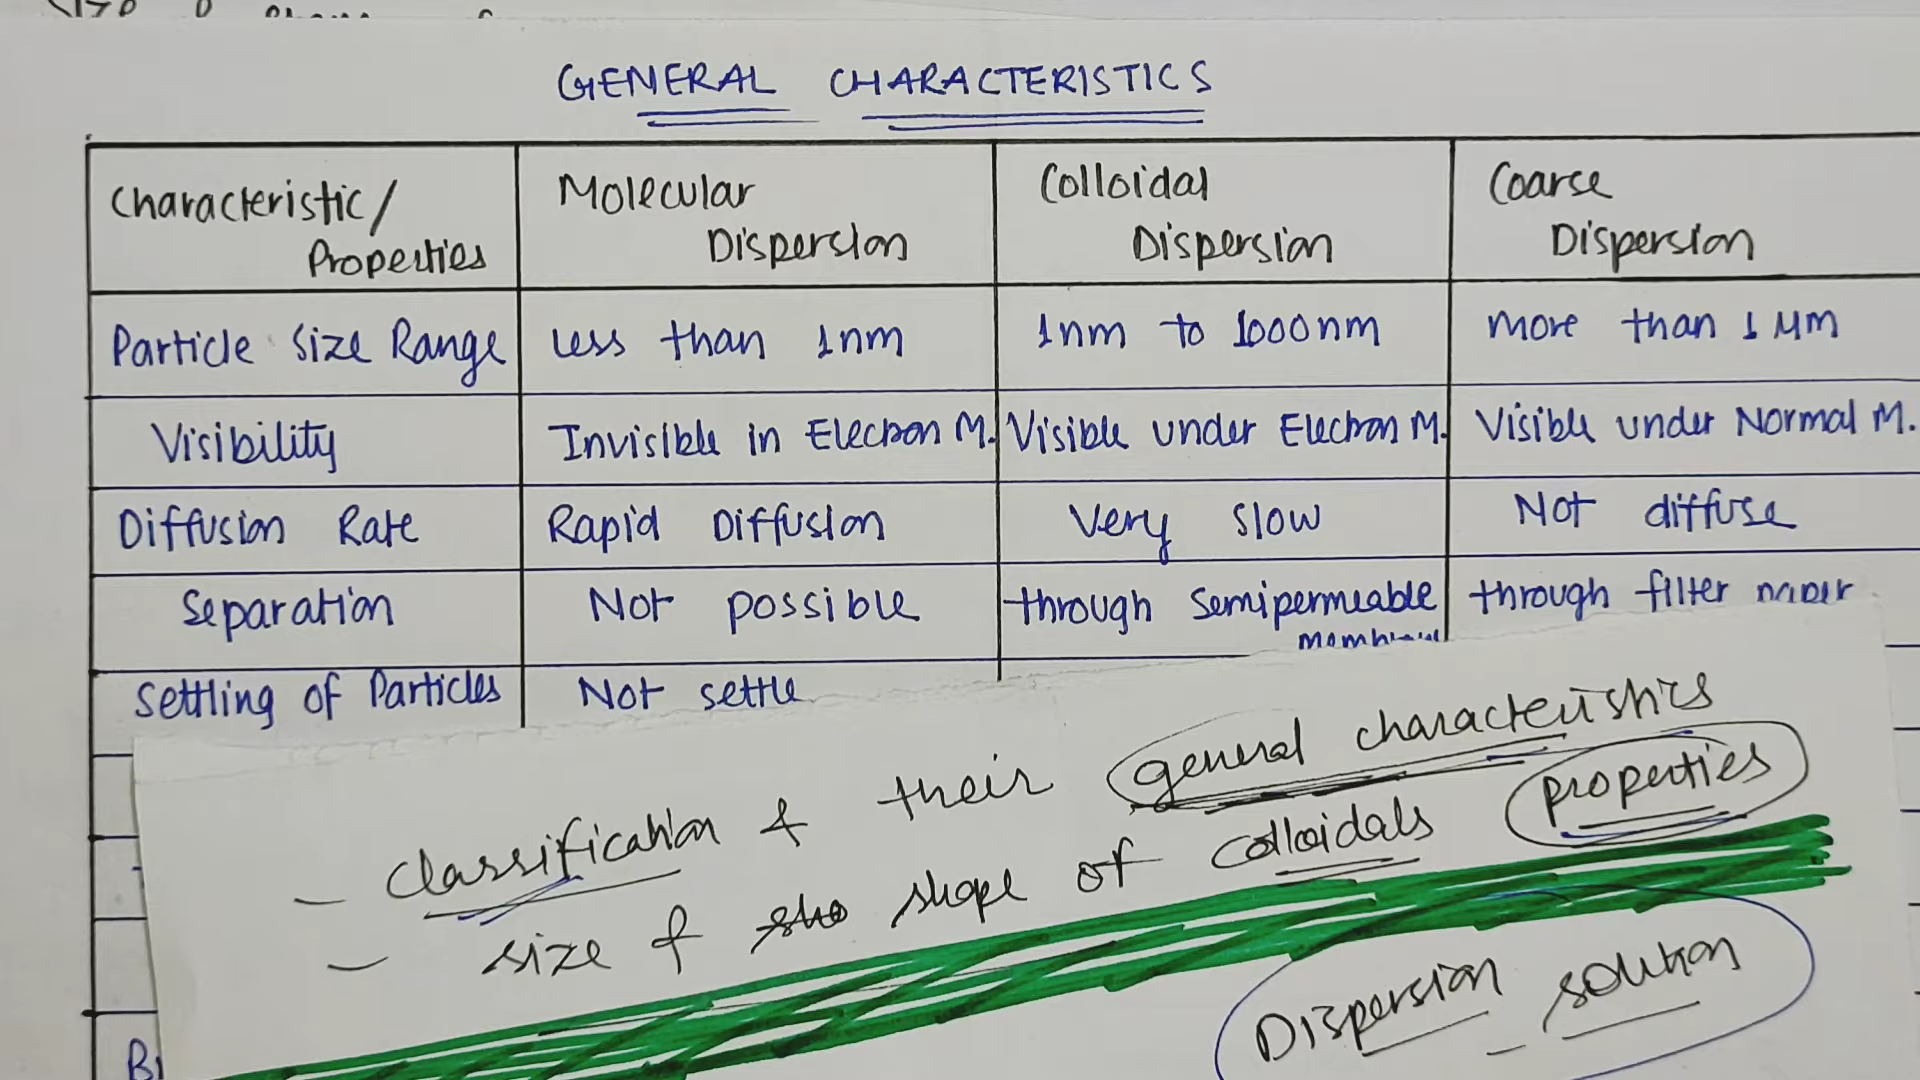 GENERAL CHARACTERISTICS
Characteristic/ Properties
Molecular Dispersion
Colloidal Dispersion
Coarse Dispersion
Particle Size Range
Less than 1nm
1nm to 1000nm
more than 1 μm
Visibility
Invisible in Electron M.
Visible under Electron M.
Visible under Normal M.
Diffusion Rate
Rapid Diffusion
Very slow
Not diffuse
Separation
Not possible
through semipermeable
through filter paper
Settling of Particles
Not settle
- Classification & their general characteristics
- size & shape of colloidals properties
Dispersion - solution